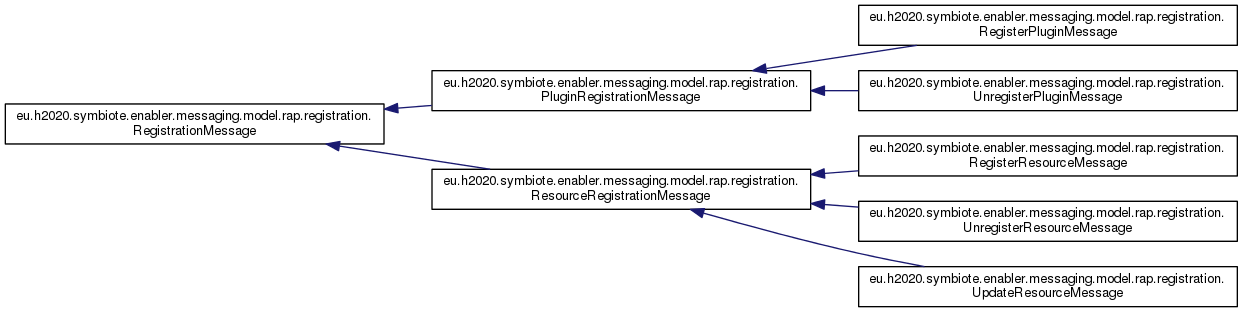 eu.h2020.symbiote.enabler.messaging.model.rap.registration.
RegistrationMessage
eu.h2020.symbiote.enabler.messaging.model.rap.registration.
PluginRegistrationMessage
eu.h2020.symbiote.enabler.messaging.model.rap.registration.
ResourceRegistrationMessage
eu.h2020.symbiote.enabler.messaging.model.rap.registration.
RegisterPluginMessage
eu.h2020.symbiote.enabler.messaging.model.rap.registration.
UnregisterPluginMessage
eu.h2020.symbiote.enabler.messaging.model.rap.registration.
RegisterResourceMessage
eu.h2020.symbiote.enabler.messaging.model.rap.registration.
UnregisterResourceMessage
eu.h2020.symbiote.enabler.messaging.model.rap.registration.
UpdateResourceMessage